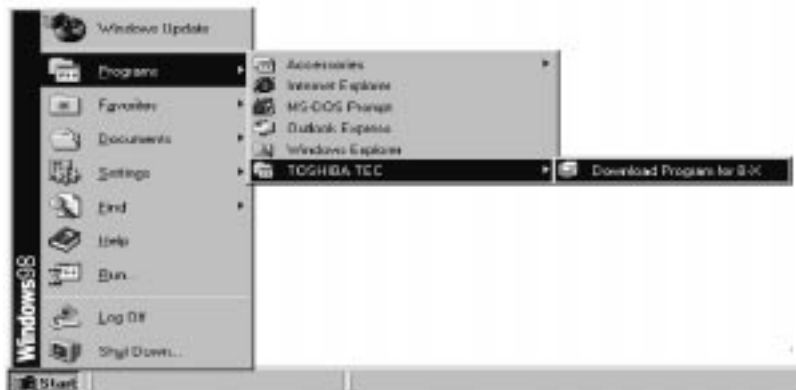 Windows Update
Programs
Favorites
Documents
Settings
Find
Help
Run...
Log Off
Shut Down...
Windows98
Start
Accessories
Internet Explorer
MS-DOS Prompt
Outlook Express
Windows Explorer
TOSHIBA TEC
Download Program for B-X